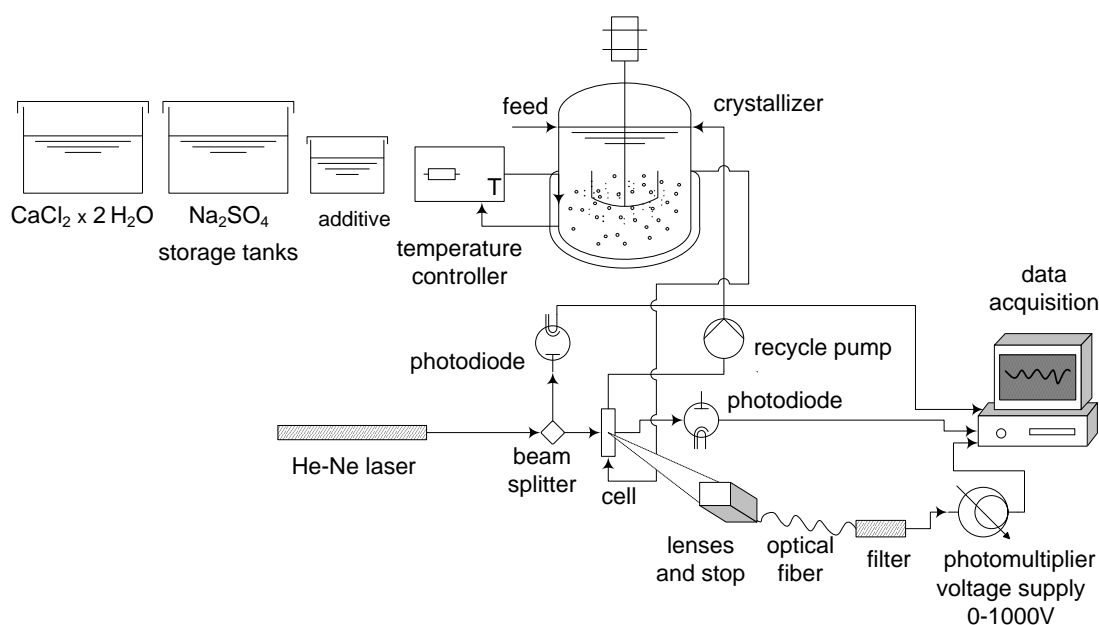 feed
crystallizer
CaCl₂ x 2 H₂O
Na₂SO₄
additive
storage tanks
T
temperature
controller
data
acquisition
photodiode
recycle pump
photodiode
He-Ne laser
beam
splitter
cell
lenses
and stop
optical
fiber
filter
photomultiplier
voltage supply
0-1000V